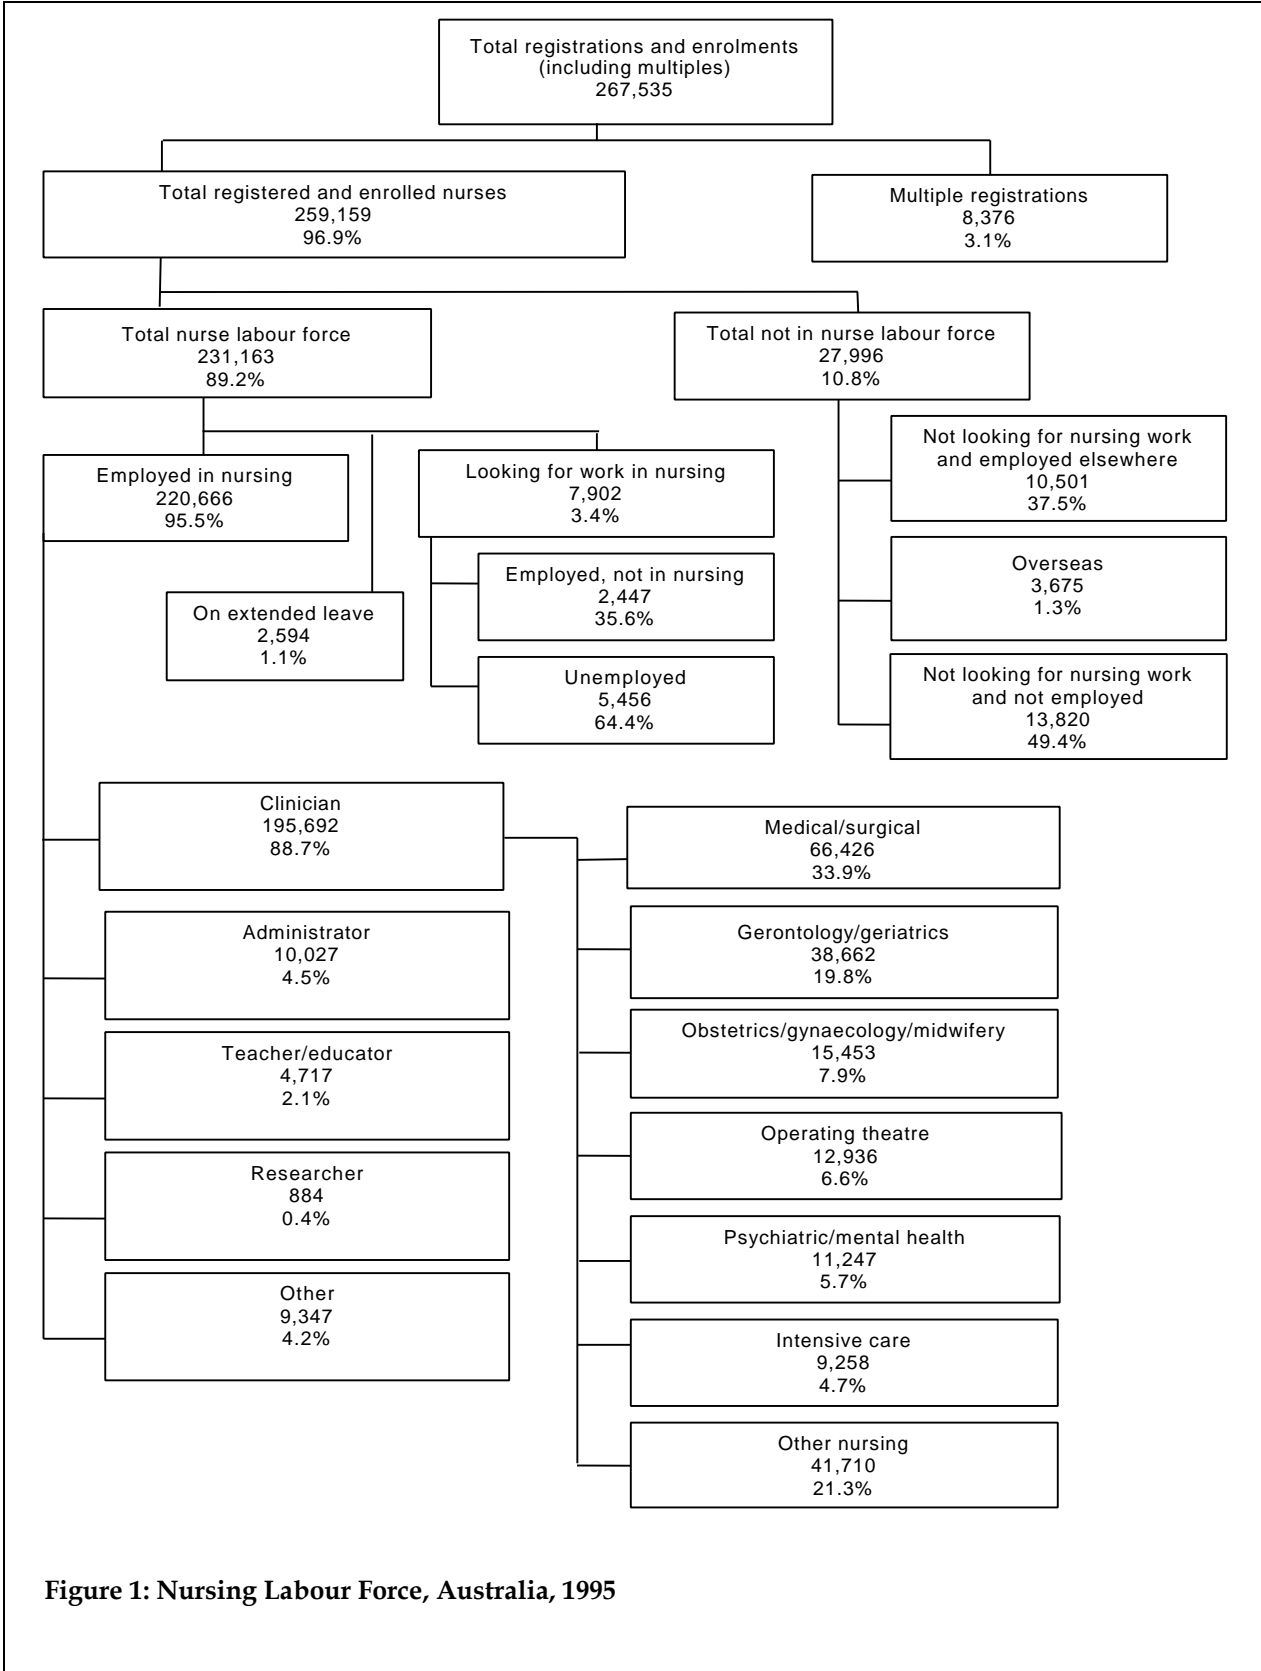 Total registrations and enrolments
(including multiples)
267,535
Total registered and enrolled nurses
259,159
96.9%
Multiple registrations
8,376
3.1%
Total nurse labour force
231,163
89.2%
Total not in nurse labour force
27,996
10.8%
Employed in nursing
220,666
95.5%
On extended leave
2,594
1.1%
Looking for work in nursing
7,902
3.4%
Employed, not in nursing
2,447
35.6%
Unemployed
5,456
64.4%
Not looking for nursing work
and employed elsewhere
10,501
37.5%
Overseas
3,675
1.3%
Not looking for nursing work
and not employed
13,820
49.4%
Clinician
195,692
88.7%
Administrator
10,027
4.5%
Teacher/educator
4,717
2.1%
Researcher
884
0.4%
Other
9,347
4.2%
Medical/surgical
66,426
33.9%
Gerontology/geriatrics
38,662
19.8%
Obstetrics/gynaecology/midwifery
15,453
7.9%
Operating theatre
12,936
6.6%
Psychiatric/mental health
11,247
5.7%
Intensive care
9,258
4.7%
Other nursing
41,710
21.3%
Figure 1: Nursing Labour Force, Australia, 1995